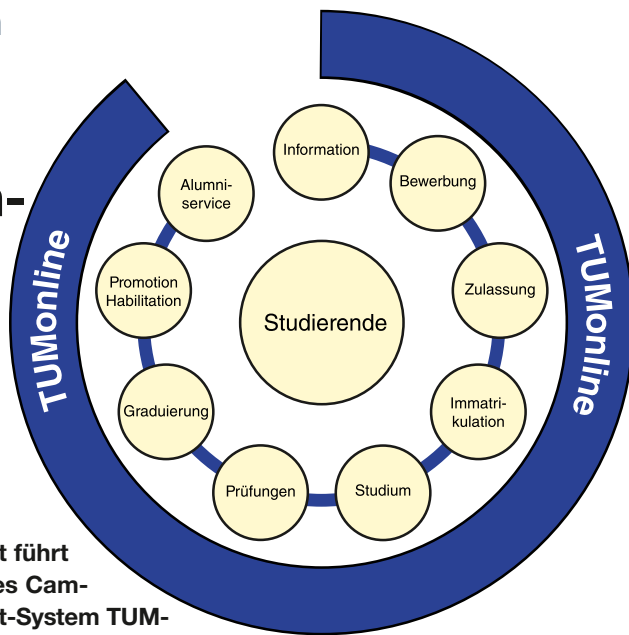 n-
Information
Bewerbung
Zulassung
Immatri-
kulation
Studium
Prüfungen
Graduierung
Promotion
Habilitation
Alumni-
service
Studierende
TUMonline
TUMonline
t führt
es Cam-
t-System TUM-